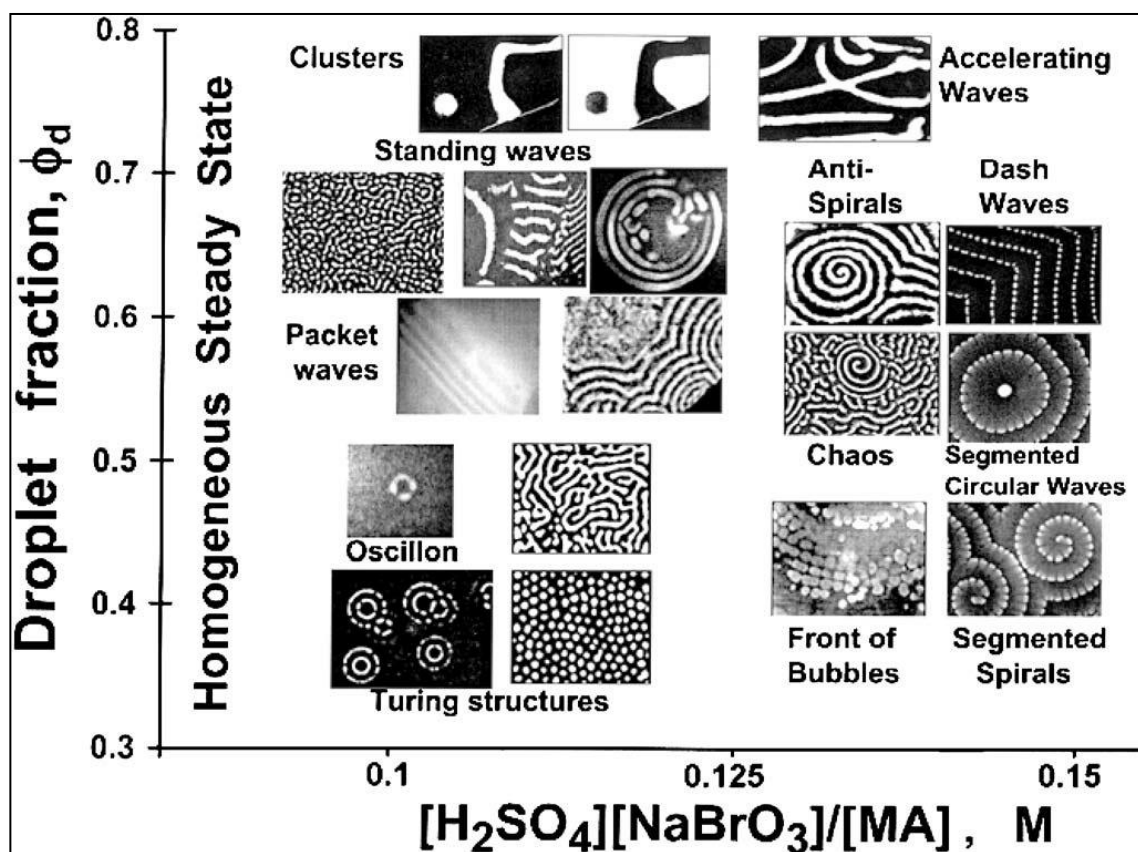 0.8
0.7
0.6
0.5
0.4
0.3
Droplet fraction, ϕd
Homogeneous Steady State
Clusters
Accelerating
Waves
Standing waves
Anti-
Spirals
Dash
Waves
Packet
waves
Chaos
Segmented
Circular Waves
Oscillon
Front of
Bubbles
Segmented
Spirals
Turing structures
0.1
0.125
0.15
[H₂SO₄][NaBrO₃]/[MA] , M